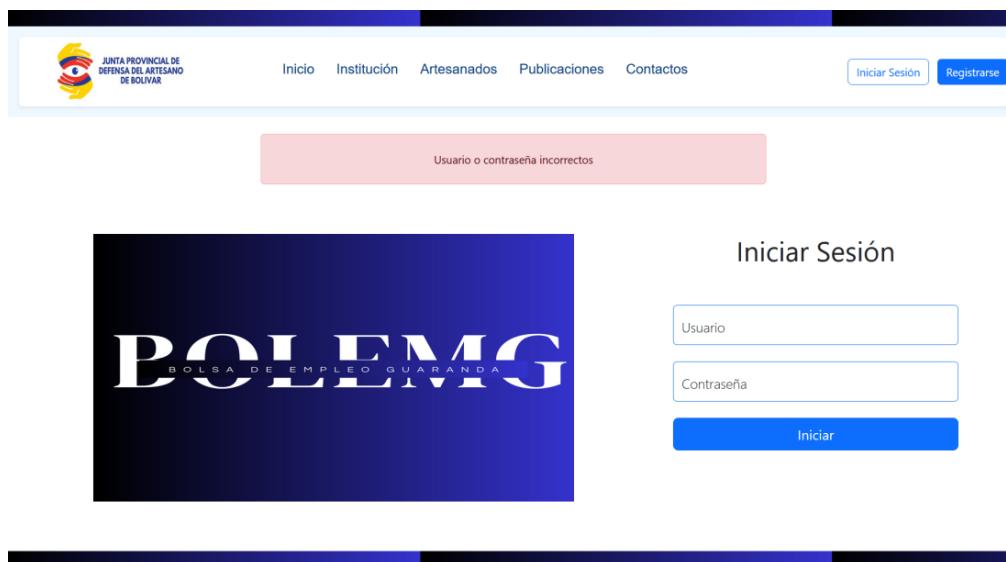 JUNTA PROVINCIAL DE
DEFENSA DEL ARTESANO
DE BOLIVAR
Inicio
Institución
Artesanados
Publicaciones
Contactos
Iniciar Sesión
Registrarse
Usuario o contraseña incorrectos
BOLEMG
BOLSA DE EMPLEO GUARANDA
Iniciar Sesión
Usuario
Contraseña
Iniciar